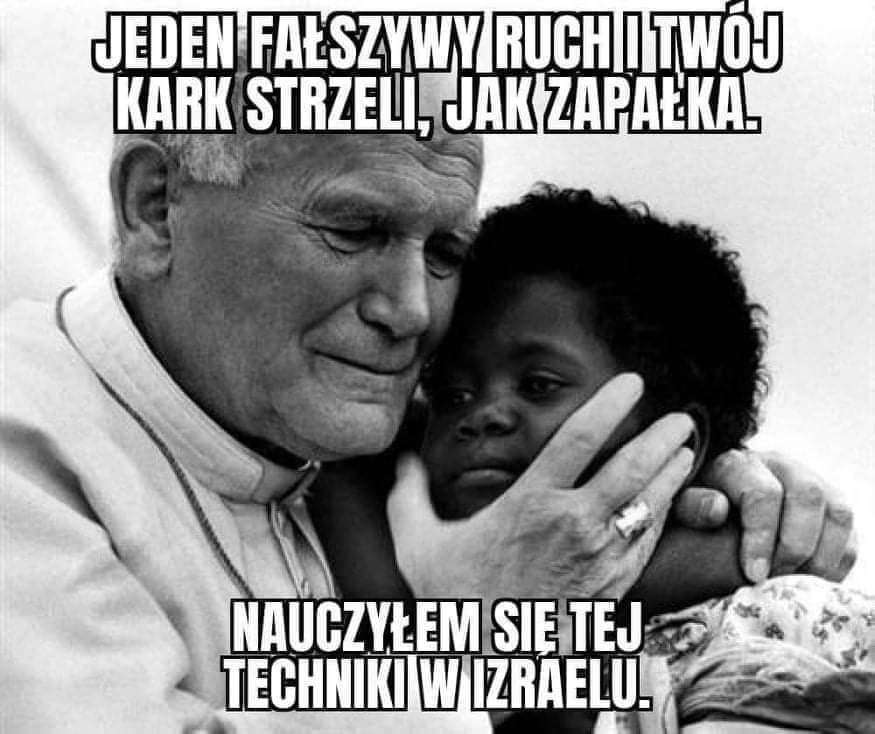 JEDEN FAŁSZYWY RUCH I TWÓJ
KARK STRZELI, JAK ZAPAŁKA.
NAUCZYŁEM SIĘ TEJ
TECHNIKI W IZRAELU.